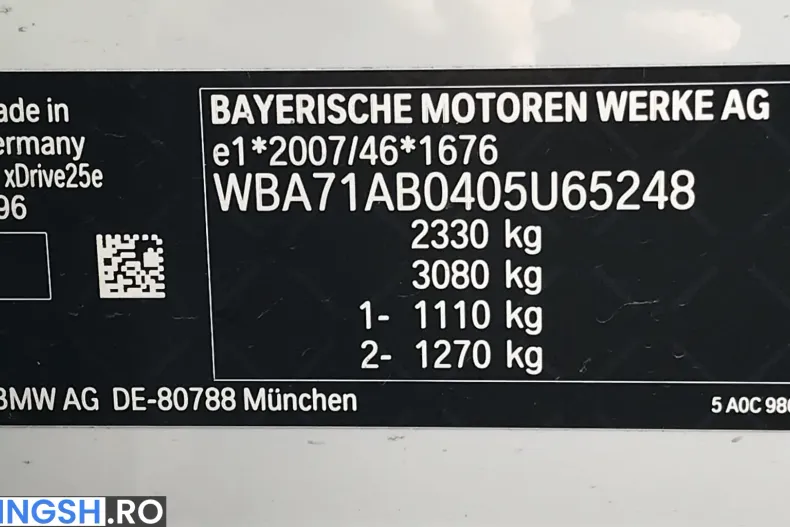 ade in
ermany
xDrive25e
96
BAYERISCHE MOTOREN WERKE AG
e1*2007/46*1676
WBA71AB0405U65248
2330 kg
3080 kg
1- 1110 kg
2- 1270 kg
BMW AG DE-80788 München
5 A0C 980
INGSH.RO